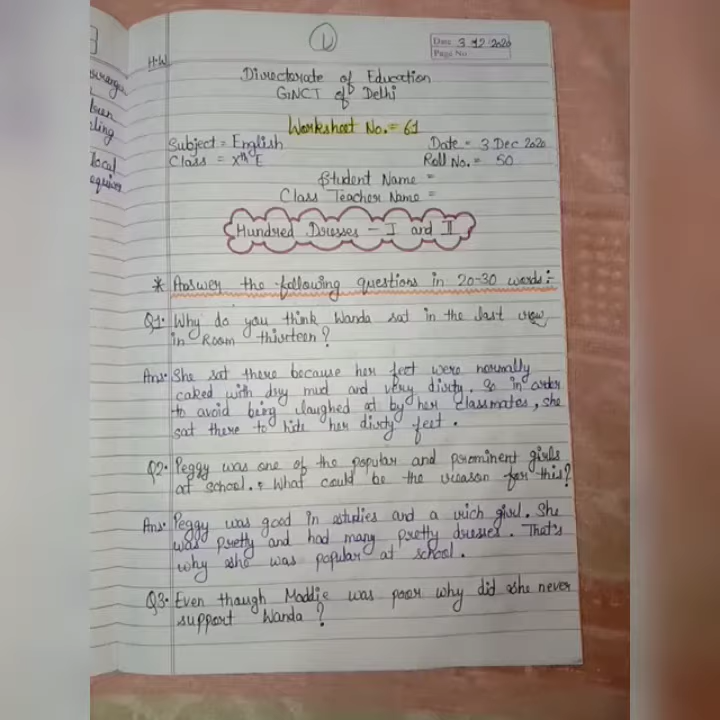 1
Date 3 12 2020
Page No
H.W
Directorate of Education
GNCT of Delhi
Worksheet No. = 61
Subject = English
Date = 3 Dec 2020
Class = Xth E
Roll No. = 50
Student Name =
Class Teacher Name =
Hundred Dresses - I and II
* Answer the following questions in 20-30 words:-
Q1. Why do you think Wanda sat in the last row
in Room thirteen?
Ans. She sat there because her feet were normally
caked with dry mud and very dirty. So in order
to avoid being laughed at by her classmates, she
sat there to hide her dirty feet.
Q2. Peggy was one of the popular and prominent girls
at school. What could be the reason for this?
Ans. Peggy was good in studies and a rich girl. She
was pretty and had many pretty dresses. That's
why she was popular at school.
Q3. Even though Maddie was poor why did she never
support Wanda?
local